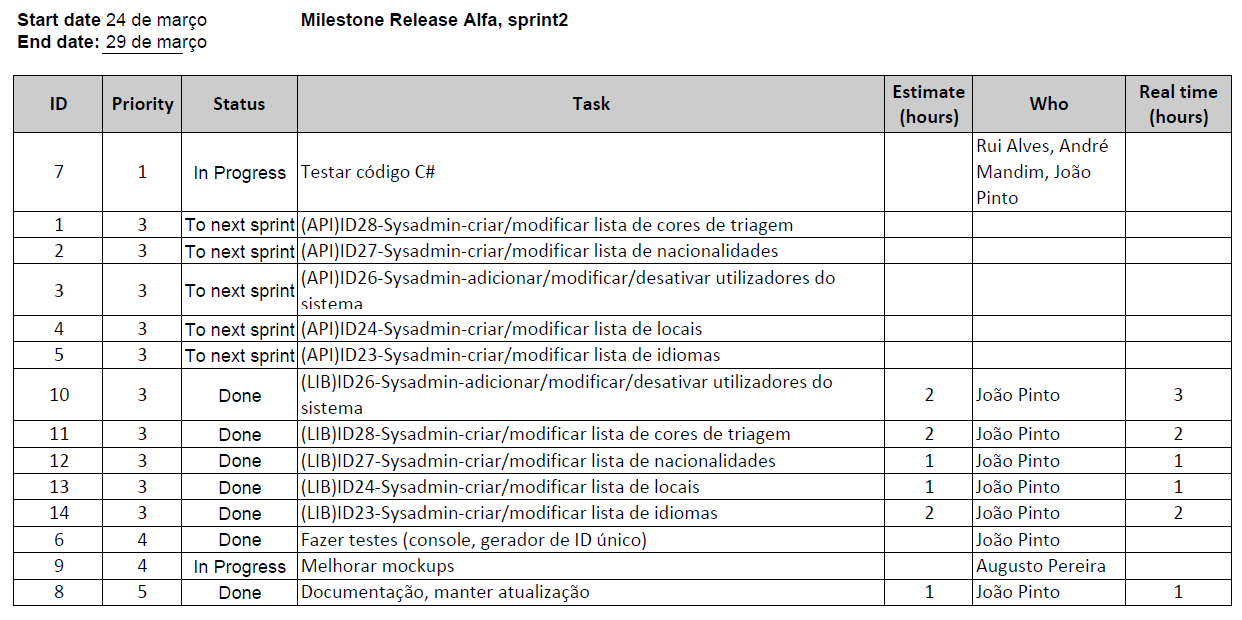 Start date 24 de março
Milestone Release Alfa, sprint2
End date: 29 de março
ID Priority Status Task Estimate (hours) Who Real time (hours)
7 1 In Progress Testar código C# Rui Alves, André Mandim, João Pinto
1 3 To next sprint (API)ID28-Sysadmin-criar/modificar lista de cores de triagem
2 3 To next sprint (API)ID27-Sysadmin-criar/modificar lista de nacionalidades
3 3 To next sprint (API)ID26-Sysadmin-adicionar/modificar/desativar utilizadores do sistema
4 3 To next sprint (API)ID24-Sysadmin-criar/modificar lista de locais
5 3 To next sprint (API)ID23-Sysadmin-criar/modificar lista de idiomas
10 3 Done (LIB)ID26-Sysadmin-adicionar/modificar/desativar utilizadores do sistema 2 João Pinto 3
11 3 Done (LIB)ID28-Sysadmin-criar/modificar lista de cores de triagem 2 João Pinto 2
12 3 Done (LIB)ID27-Sysadmin-criar/modificar lista de nacionalidades 1 João Pinto 1
13 3 Done (LIB)ID24-Sysadmin-criar/modificar lista de locais 1 João Pinto 1
14 3 Done (LIB)ID23-Sysadmin-criar/modificar lista de idiomas 2 João Pinto 2
6 4 Done Fazer testes (console, gerador de ID único) João Pinto
9 4 In Progress Melhorar mockups Augusto Pereira
8 5 Done Documentação, manter atualização 1 João Pinto 1